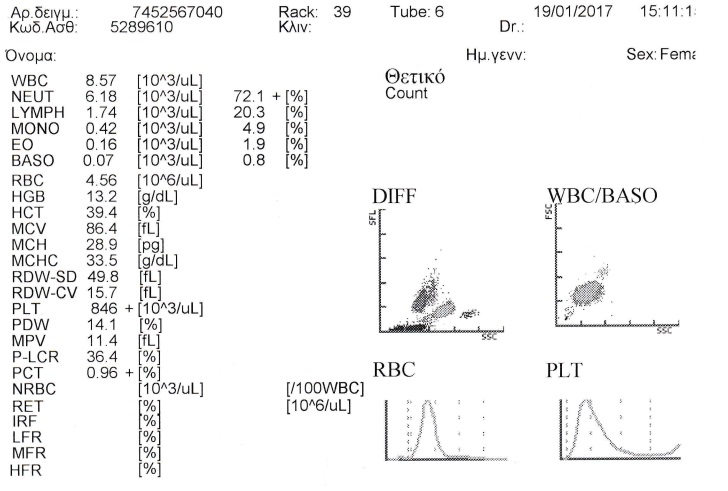 Αρ.δειγμ.: 7452567040 Rack: 39 Tube: 6 19/01/2017 15:11:1
Κωδ.Ασθ: 5289610 Κλιν: Dr.:
Όνομα: Ημ.γενν: Sex: Fema
WBC 8.57 [10^3/uL] Θετικό
NEUT 6.18 [10^3/uL] 72.1 + [%] Count
LYMPH 1.74 [10^3/uL] 20.3 [%]
MONO 0.42 [10^3/uL] 4.9 [%]
EO 0.16 [10^3/uL] 1.9 [%]
BASO 0.07 [10^3/uL] 0.8 [%]
RBC 4.56 [10^6/uL]
HGB 13.2 [g/dL] DIFF WBC/BASO
HCT 39.4 [%] SFL FSC
MCV 86.4 [fL]
MCH 28.9 [pg]
MCHC 33.5 [g/dL]
RDW-SD 49.8 [fL]
RDW-CV 15.7 [fL]
PLT 846 + [10^3/uL]
PDW 14.1 [%]
MPV 11.4 [fL] SSC SSC
P-LCR 36.4 [%]
PCT 0.96 + [%] RBC PLT
NRBC [10^3/uL] [/100WBC]
RET [%] [10^6/uL]
IRF [%]
LFR [%]
MFR [%]
HFR [%]